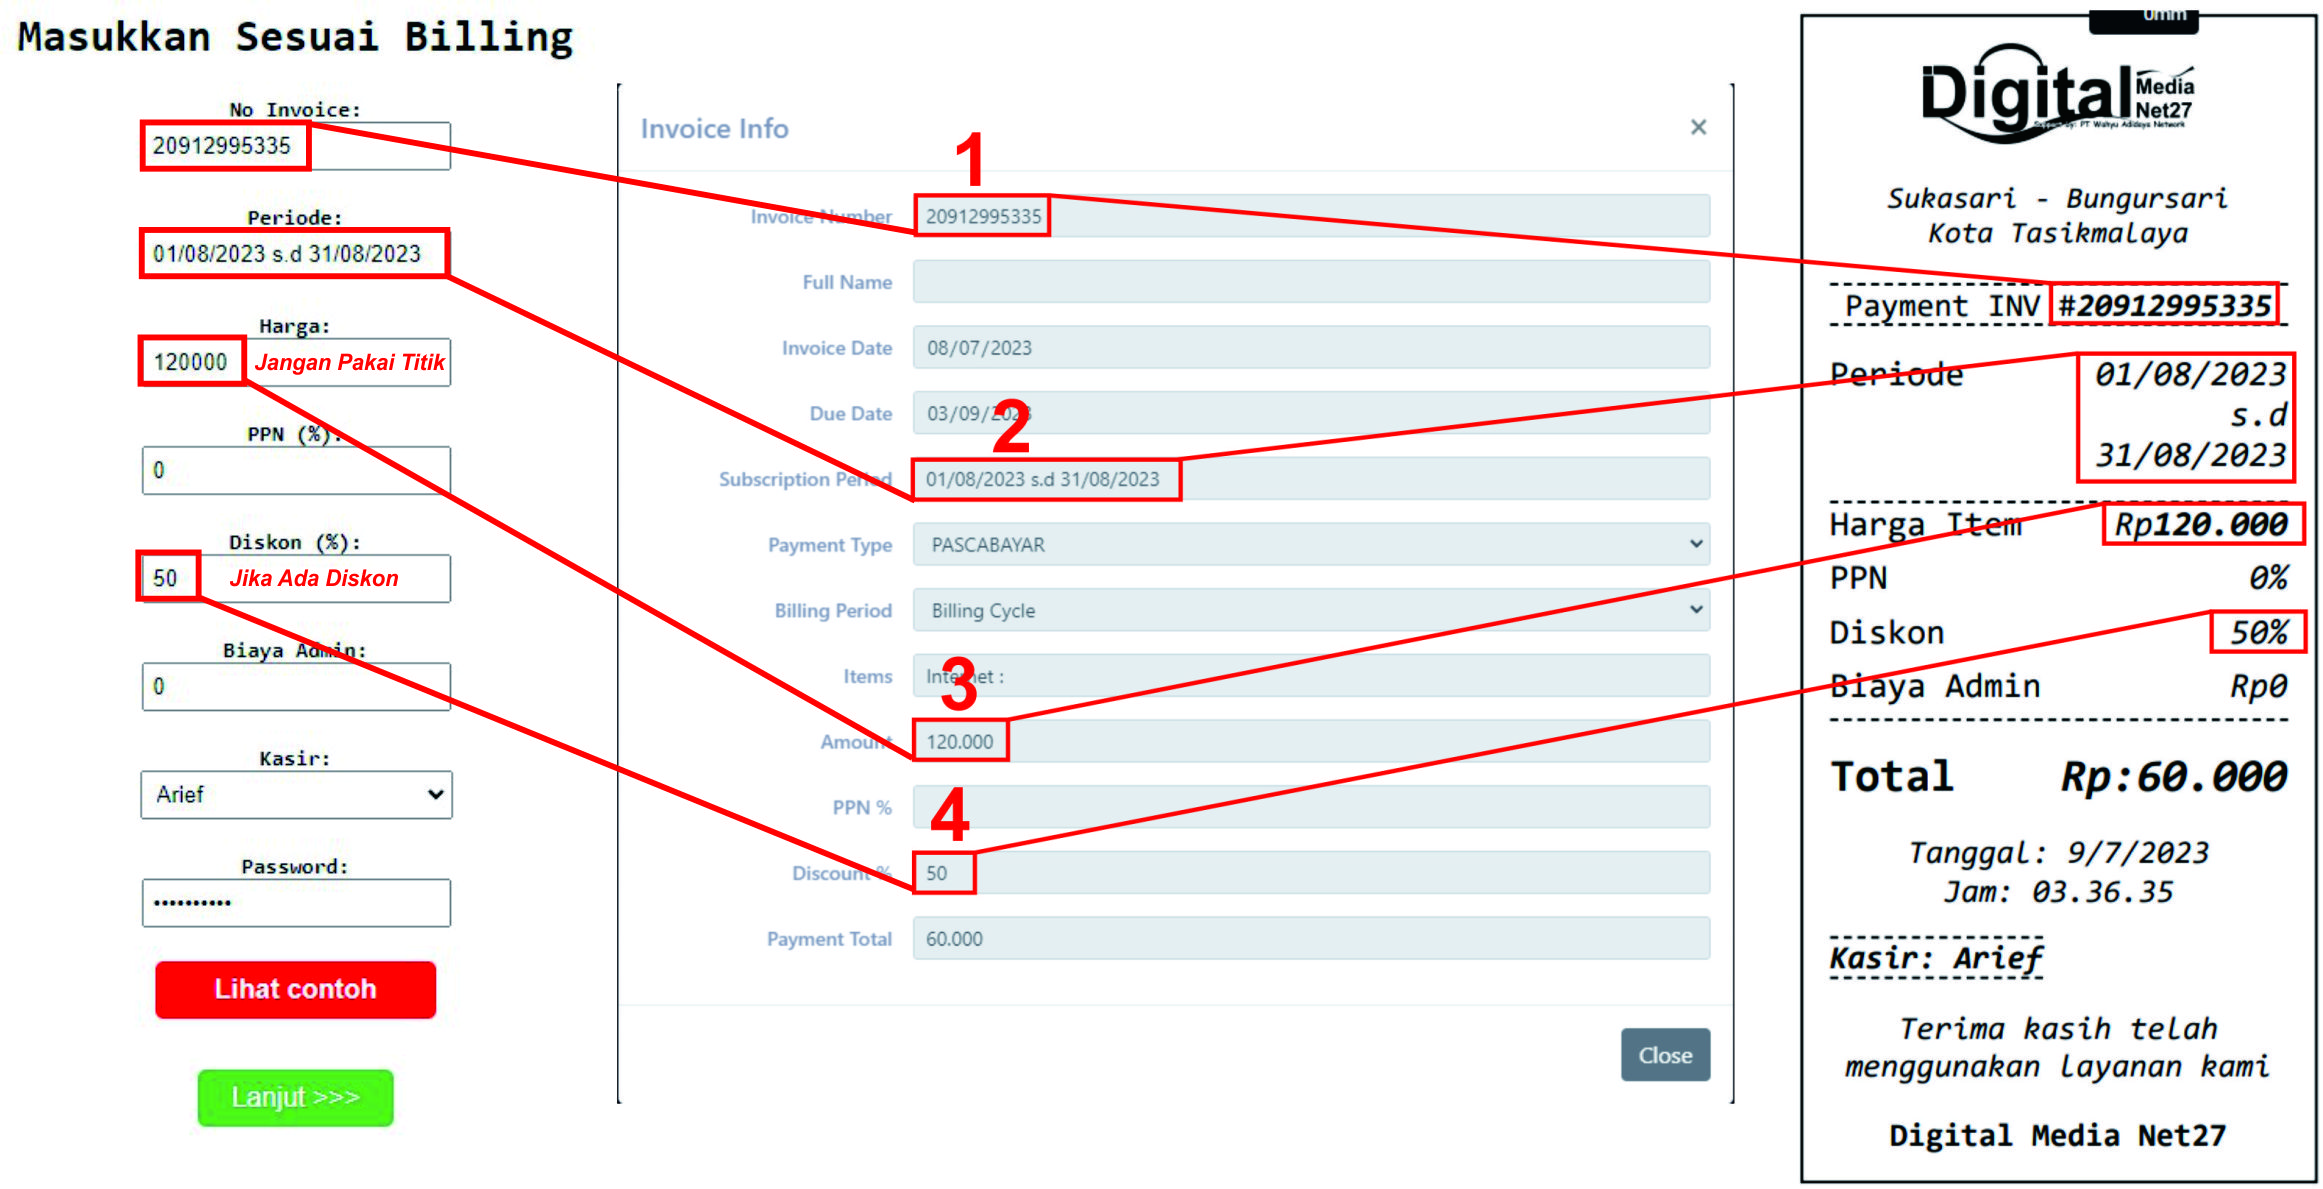 Masukkan Sesuai Billing
No Invoice:
20912995335
Periode:
01/08/2023 s.d 31/08/2023
Harga:
120000 Jangan Pakai Titik
PPN (%):
0
Diskon (%):
50 Jika Ada Diskon
Biaya Admin:
0
Kasir:
Arief
Password:
••••••••••
Lihat contoh
Lanjut >>>
Invoice Info ×
1
Invoice Number 20912995335
Full Name
Invoice Date 08/07/2023
Due Date 03/09/2023
2
Subscription Period 01/08/2023 s.d 31/08/2023
Payment Type PASCABAYAR
Billing Period Billing Cycle
Items Internet :
3
Amount 120.000
PPN %
4
Discount % 50
Payment Total 60.000
Close
0mm
Digital Media Net27
Support By: PT Wahyu Adidaya Network
Sukasari - Bungursari
Kota Tasikmalaya
Payment INV #20912995335
Periode 01/08/2023
s.d
31/08/2023
Harga Item Rp120.000
PPN 0%
Diskon 50%
Biaya Admin Rp0
Total Rp:60.000
Tanggal: 9/7/2023
Jam: 03.36.35
Kasir: Arief
Terima kasih telah
menggunakan layanan kami
Digital Media Net27